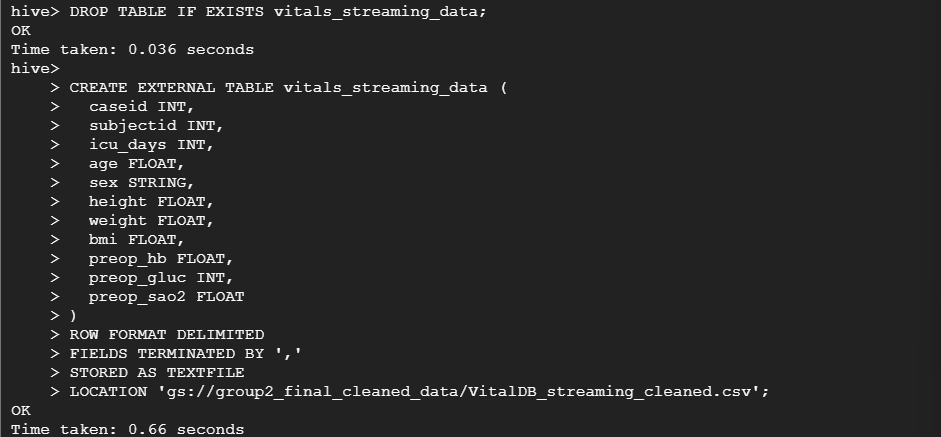 hive> DROP TABLE IF EXISTS vitals_streaming_data;
OK
Time taken: 0.036 seconds
hive>
    > CREATE EXTERNAL TABLE vitals_streaming_data (
    >   caseid INT,
    >   subjectid INT,
    >   icu_days INT,
    >   age FLOAT,
    >   sex STRING,
    >   height FLOAT,
    >   weight FLOAT,
    >   bmi FLOAT,
    >   preop_hb FLOAT,
    >   preop_gluc INT,
    >   preop_sao2 FLOAT
    > )
    > ROW FORMAT DELIMITED
    > FIELDS TERMINATED BY ','
    > STORED AS TEXTFILE
    > LOCATION 'gs://group2_final_cleaned_data/VitalDB_streaming_cleaned.csv';
OK
Time taken: 0.66 seconds